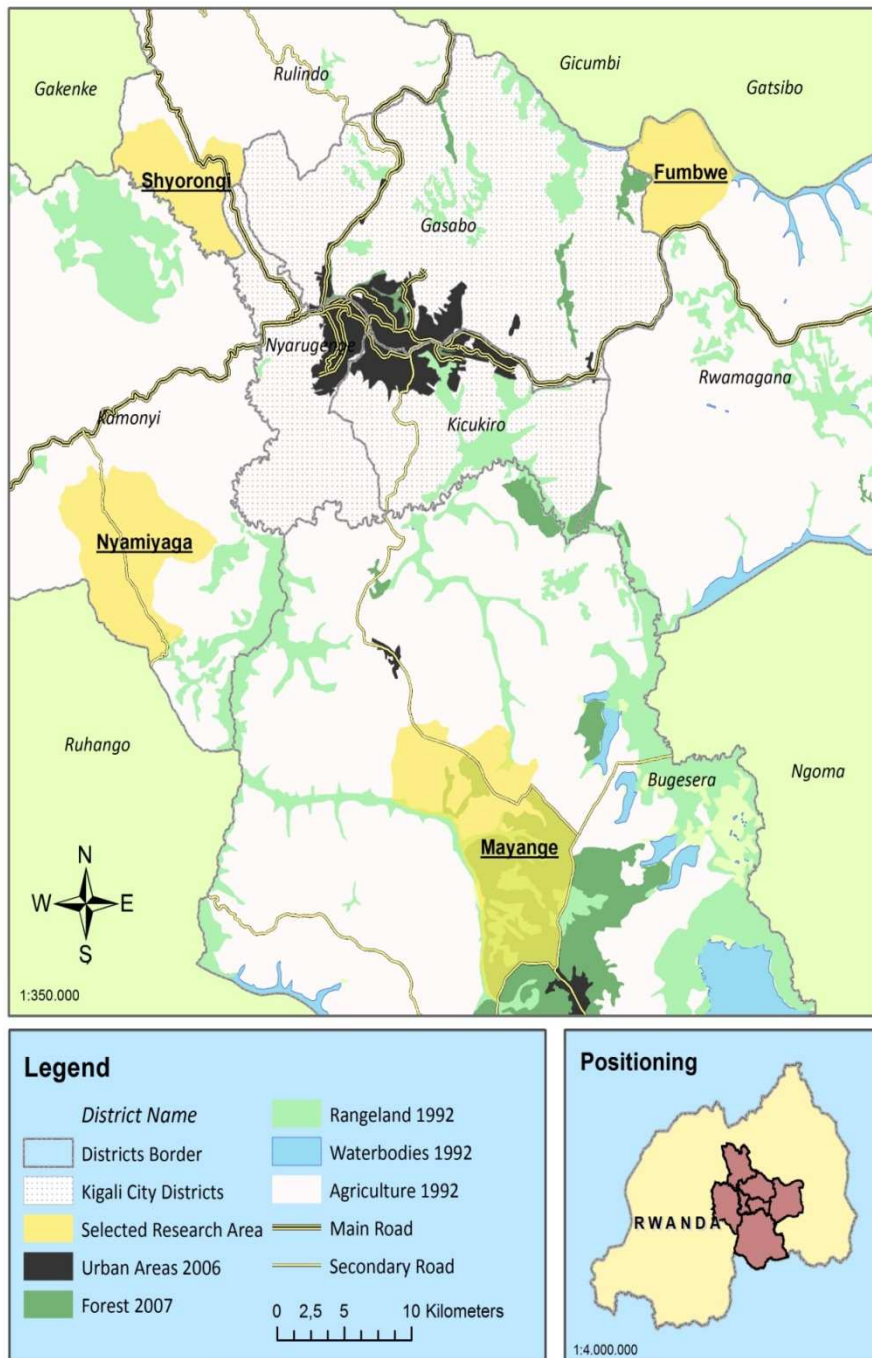 Rulindo
Gicumbi
Gakenke
Gatsibo
Shyorongi
Fumbwe
Gasabo
Nyarugenge
Rwamagana
Kamonyi
Kicukiro
Nyamiyaga
Ruhango
Bugesera
Ngoma
Mayange
N
W E
S
1:350.000
Legend
District Name
Districts Border
Kigali City Districts
Selected Research Area
Urban Areas 2006
Forest 2007
Rangeland 1992
Waterbodies 1992
Agriculture 1992
Main Road
Secondary Road
0 2,5 5 10 Kilometers
Positioning
RWANDA
1:4.000.000